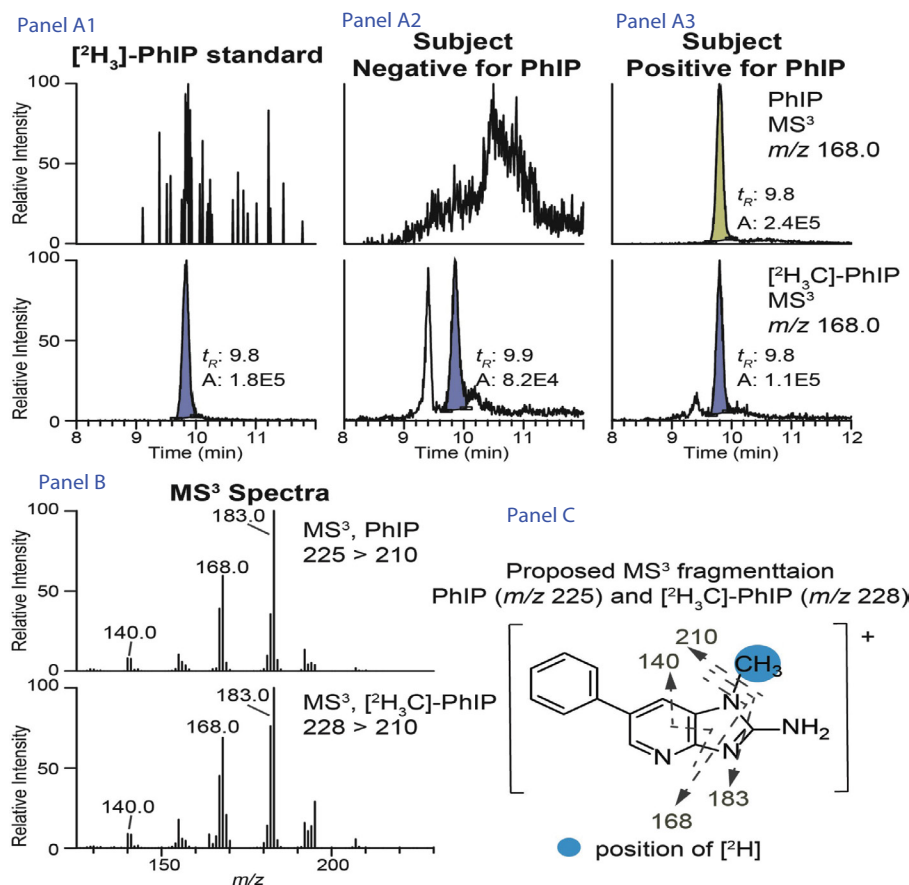 Panel A1
[²H₃]-PhIP standard
Panel A2
Subject
Negative for PhIP
Panel A3
Subject
Positive for PhIP
Relative Intensity
100
50
0
PhIP
MS³
m/z 168.0
tR: 9.8
A: 2.4E5
Relative Intensity
100
50
0
tR: 9.8
A: 1.8E5
tR: 9.9
A: 8.2E4
[²H₃C]-PhIP
MS³
m/z 168.0
tR: 9.8
A: 1.1E5
8 9 10 11
8 9 10 11
8 9 10 11 12
Time (min)
Time (min)
Time (min)
Panel B
MS³ Spectra
Relative Intensity
100
50
0
183.0
168.0
140.0
MS³, PhIP
225 > 210
Relative Intensity
100
50
0
183.0
168.0
140.0
MS³, [²H₃C]-PhIP
228 > 210
150 200
m/z
Panel C
Proposed MS³ fragmenttaion
PhIP (m/z 225) and [²H₃C]-PhIP (m/z 228)
210
+
140
CH₃
N
NH₂
N
N
183
168
position of [²H]